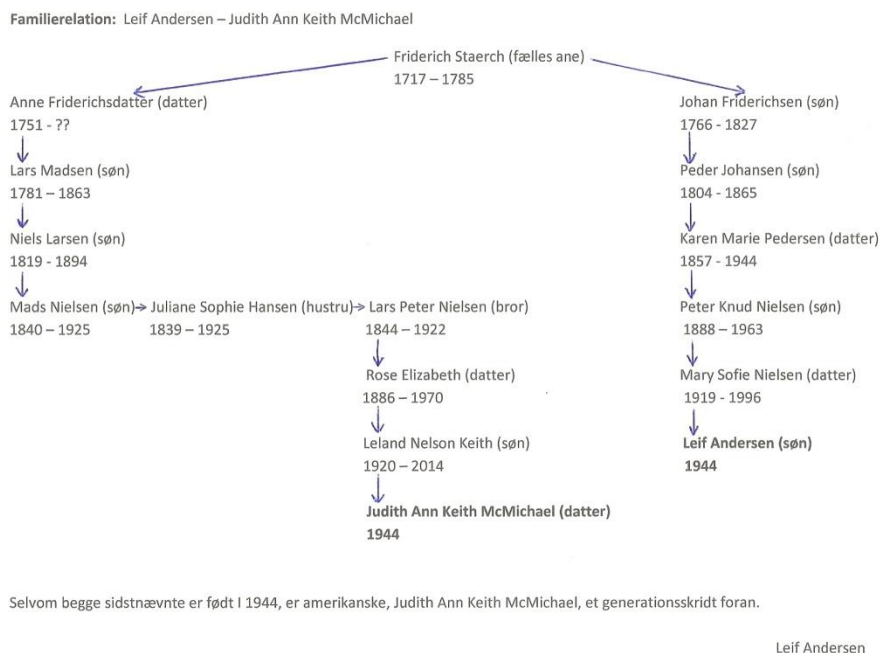 Familierelation: Leif Andersen – Judith Ann Keith McMichael
Friderich Staerch (fælles ane)
1717 – 1785
Anne Friderichsdatter (datter)
1751 - ??
Johan Friderichsen (søn)
1766 - 1827
Lars Madsen (søn)
1781 – 1863
Peder Johansen (søn)
1804 - 1865
Niels Larsen (søn)
1819 - 1894
Karen Marie Pedersen (datter)
1857 - 1944
Mads Nielsen (søn) Juliane Sophie Hansen (hustru) Lars Peter Nielsen (bror)
1840 – 1925 1839 – 1925 1844 – 1922
Peter Knud Nielsen (søn)
1888 – 1963
Rose Elizabeth (datter)
1886 – 1970
Mary Sofie Nielsen (datter)
1919 - 1996
Leland Nelson Keith (søn)
1920 – 2014
Leif Andersen (søn)
1944
Judith Ann Keith McMichael (datter)
1944
Selvom begge sidstnævnte er født I 1944, er amerikanske, Judith Ann Keith McMichael, et generationsskridt foran.
Leif Andersen